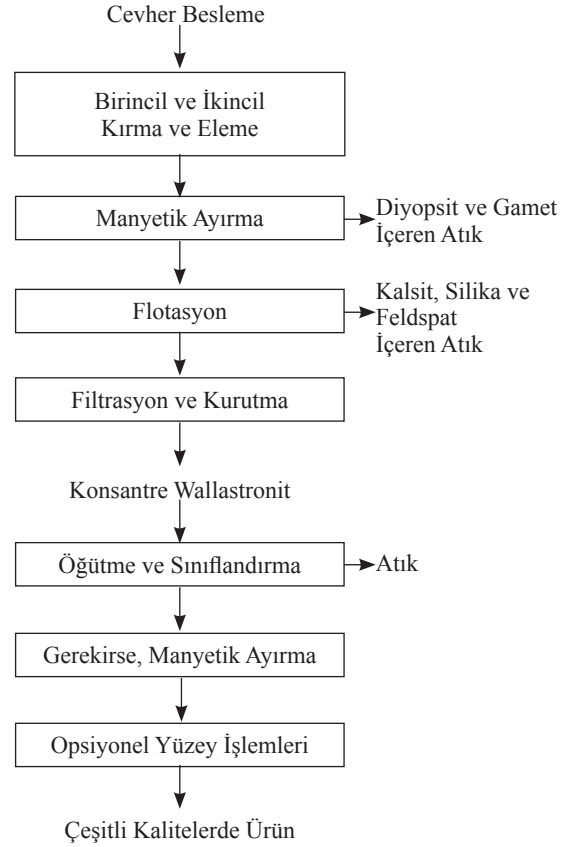 Cevher Besleme
Birincil ve İkincil
Kırma ve Eleme
Manyetik Ayırma
Diyopsit ve Gamet
İçeren Atık
Flotasyon
Kalsit, Silika ve
Feldspat
İçeren Atık
Filtrasyon ve Kurutma
Konsantre Wallastronit
Öğütme ve Sınıflandırma
Atık
Gerekirse, Manyetik Ayırma
Opsiyonel Yüzey İşlemleri
Çeşitli Kalitelerde Ürün